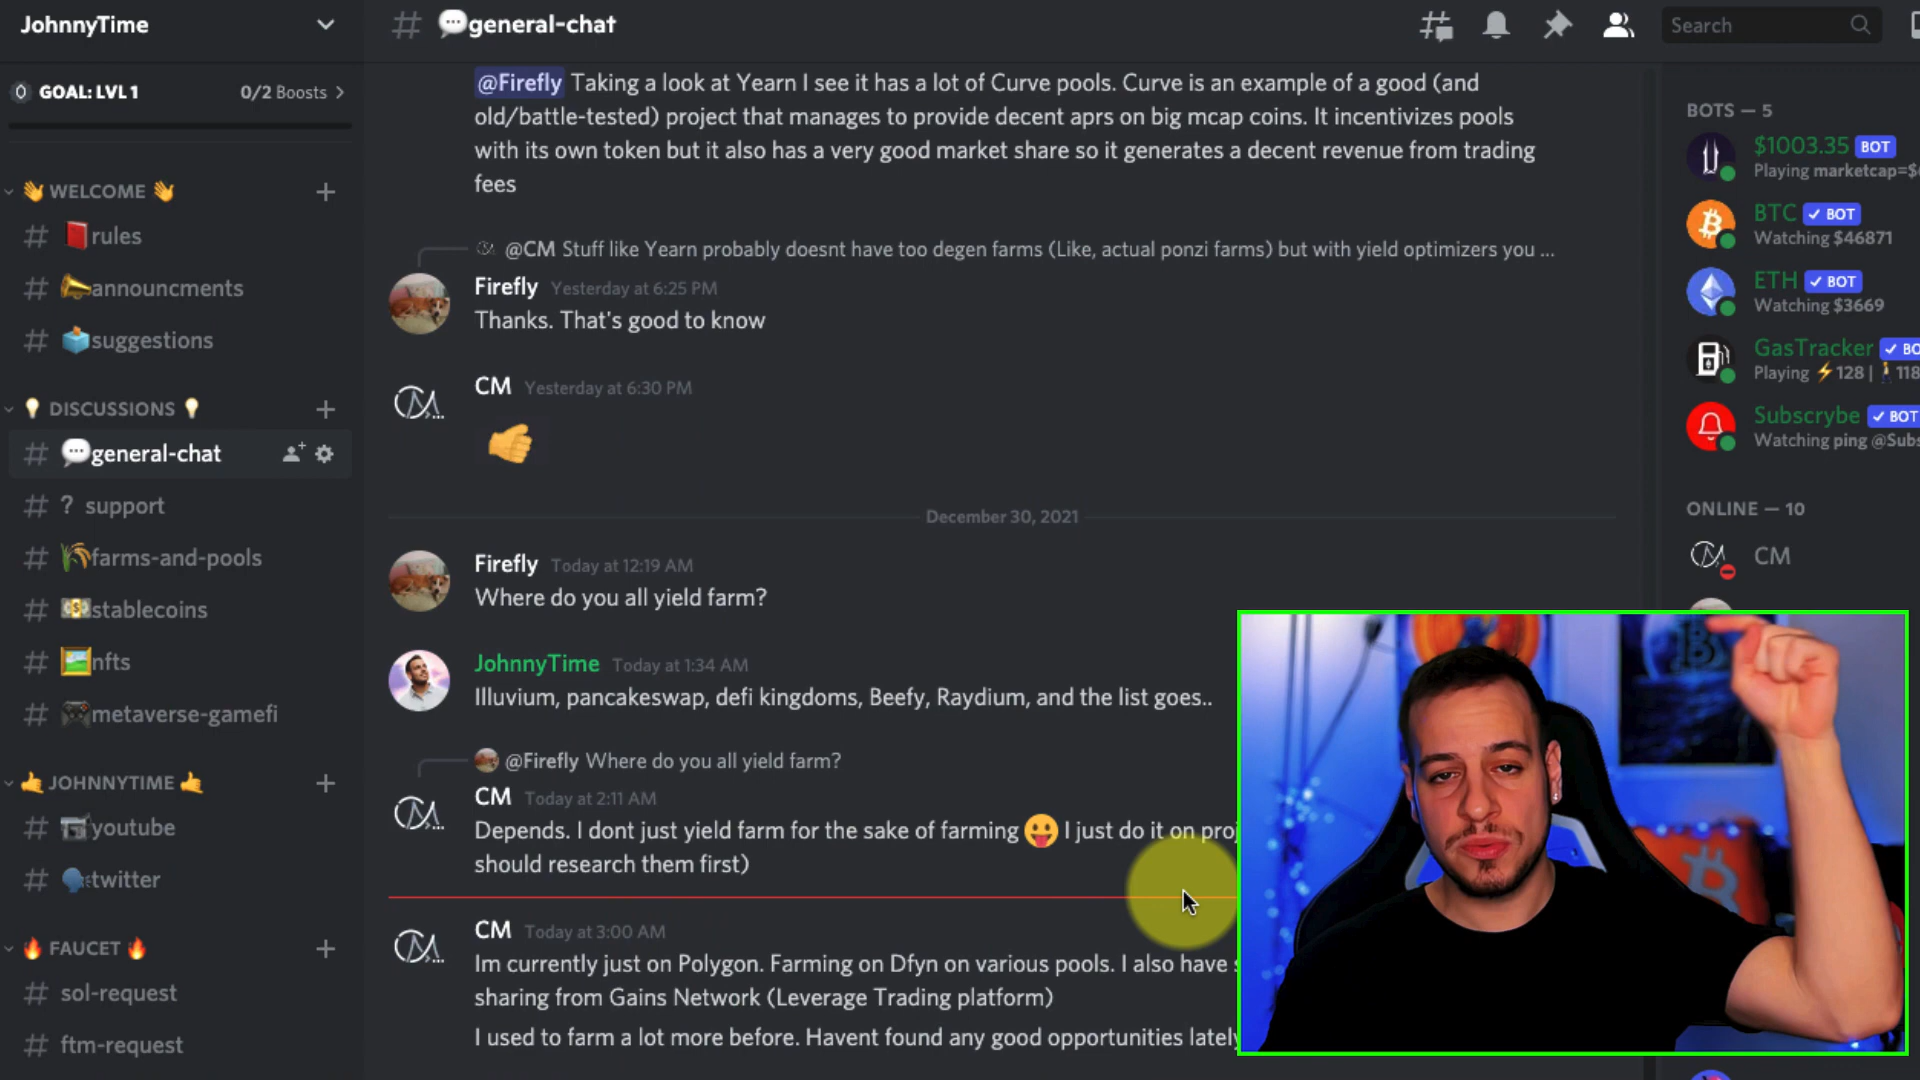 JohnnyTime
GOAL: LVL 1
0/2 Boosts
WELCOME
rules
announcments
suggestions
DISCUSSIONS
general-chat
? support
farms-and-pools
stablecoins
nfts
metaverse-gamefi
JOHNNYTIME
youtube
twitter
FAUCET
sol-request
ftm-request
general-chat
Search
@Firefly Taking a look at Yearn I see it has a lot of Curve pools. Curve is an example of a good (and
old/battle-tested) project that manages to provide decent aprs on big mcap coins. It incentivizes pools
with its own token but it also has a very good market share so it generates a decent revenue from trading
fees
@CM Stuff like Yearn probably doesnt have too degen farms (Like, actual ponzi farms) but with yield optimizers you ...
Firefly Yesterday at 6:25 PM
Thanks. That's good to know
CM Yesterday at 6:30 PM
December 30, 2021
Firefly Today at 12:19 AM
Where do you all yield farm?
JohnnyTime Today at 1:34 AM
Illuvium, pancakeswap, defi kingdoms, Beefy, Raydium, and the list goes..
@Firefly Where do you all yield farm?
CM Today at 2:11 AM
Depends. I dont just yield farm for the sake of farming 😛 I just do it on
should research them first)
CM Today at 3:00 AM
Im currently just on Polygon. Farming on Dfyn on various pools. I also have
sharing from Gains Network (Leverage Trading platform)
I used to farm a lot more before. Havent found any good opportunities lately
BOTS — 5
$1003.35 BOT
Playing marketcap=$
BTC ✓ BOT
Watching $46871
ETH ✓ BOT
Watching $3669
GasTracker ✓ BO
Playing ⚡128 | 🚶118
Subscrybe ✓ BOT
Watching ping @Subs
ONLINE — 10
CM